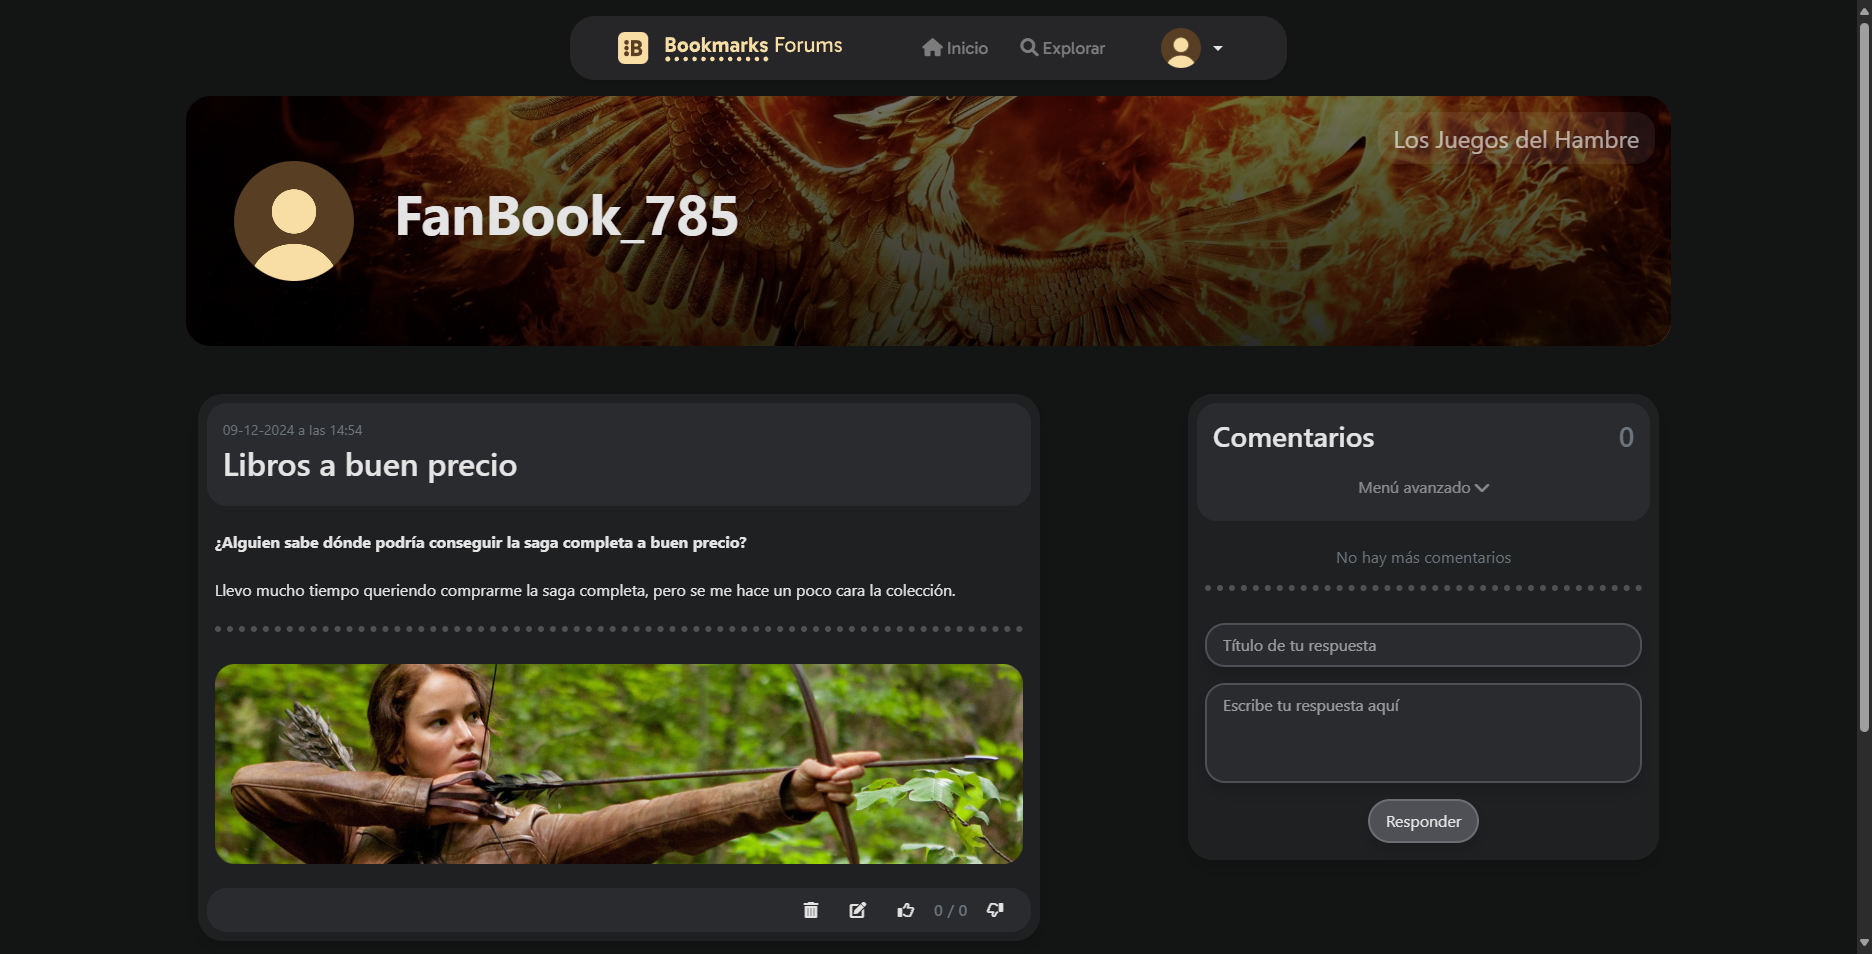 Bookmarks Forums
Inicio
Explorar
Los Juegos del Hambre
FanBook_785
09-12-2024 a las 14:54
Libros a buen precio
¿Alguien sabe dónde podría conseguir la saga completa a buen precio?
Llevo mucho tiempo queriendo comprarme la saga completa, pero se me hace un poco cara la colección.
0 / 0
Comentarios 0
Menú avanzado
No hay más comentarios
Título de tu respuesta
Escribe tu respuesta aquí
Responder